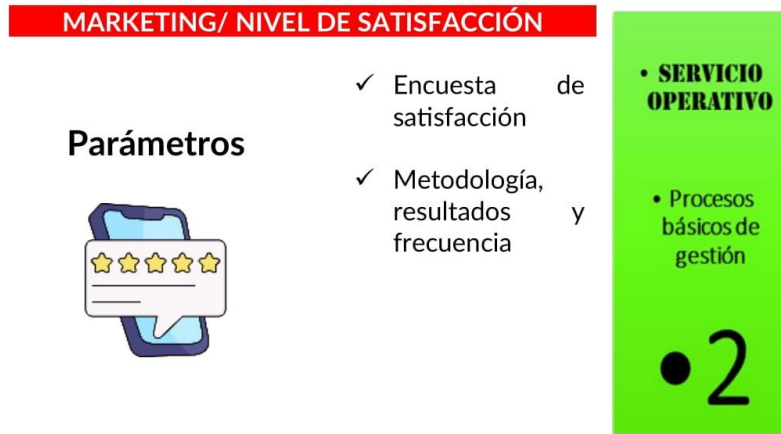 MARKETING/ NIVEL DE SATISFACCIÓN
Parámetros
✓ Encuesta de
satisfacción
✓ Metodología,
resultados y
frecuencia
• SERVICIO
OPERATIVO
• Procesos
básicos de
gestión
•2